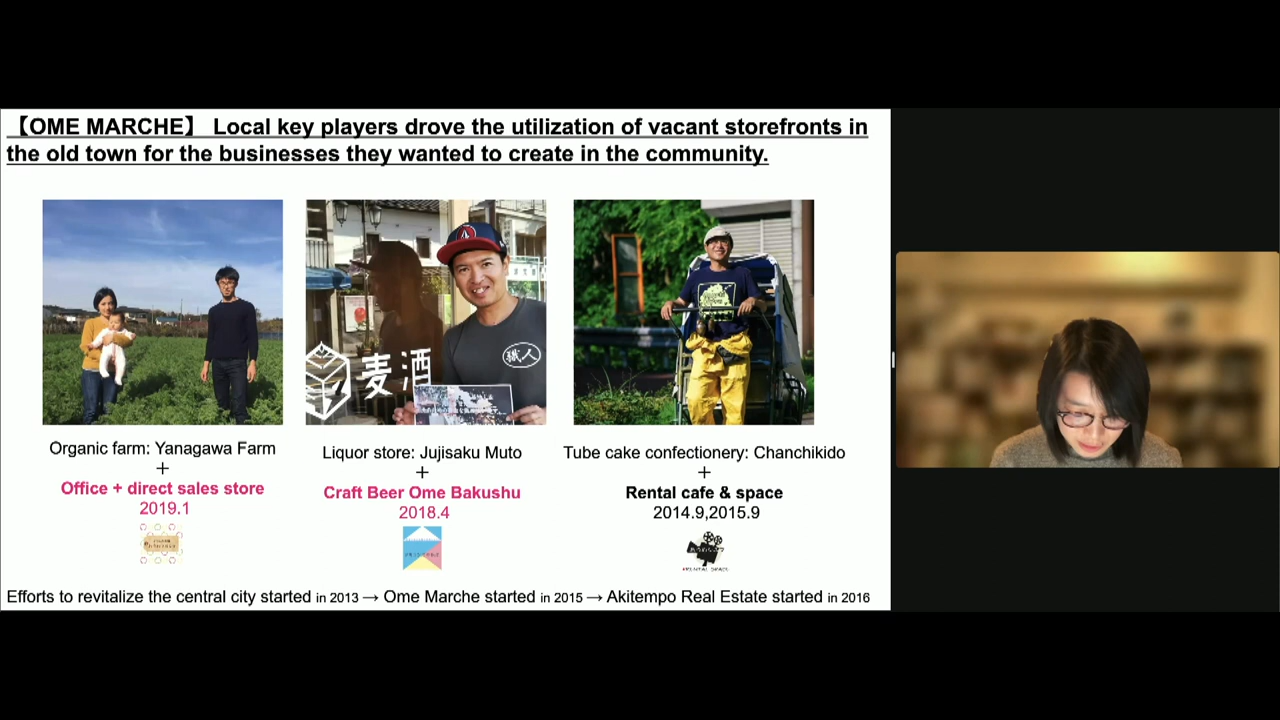 【OME MARCHE】 Local key players drove the utilization of vacant storefronts in
the old town for the businesses they wanted to create in the community.
麦酒
職人
Organic farm: Yanagawa Farm
+
Office + direct sales store
2019.1
Liquor store: Jujisaku Muto
+
Craft Beer Ome Bakushu
2018.4
Tube cake confectionery: Chanchikido
+
Rental cafe & space
2014.9,2015.9
Efforts to revitalize the central city started in 2013 → Ome Marche started in 2015 → Akitempo Real Estate started in 2016